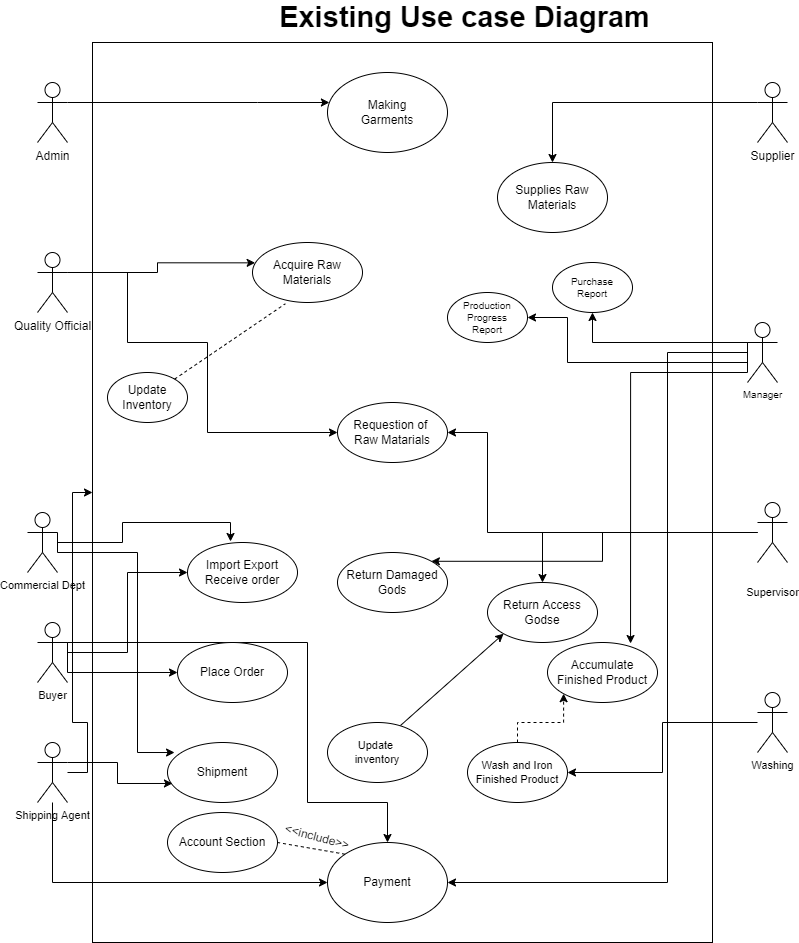 Existing Use case Diagram
Making
Garments
Admin
Supplier
Supplies Raw
Materials
Acquire Raw
Materials
Quality Official
Purchase
Report
Production
Progress
Report
Manager
Update
Inventory
Requestion of
Raw Matarials
Commercial Dept
Import Export
Receive order
Return Damaged
Gods
Supervisor
Return Access
Godse
Buyer
Place Order
Accumulate
Finished Product
Update
inventory
Wash and Iron
Finished Product
Washing
Shipment
Shipping Agent
Account Section
<<include>>
Payment